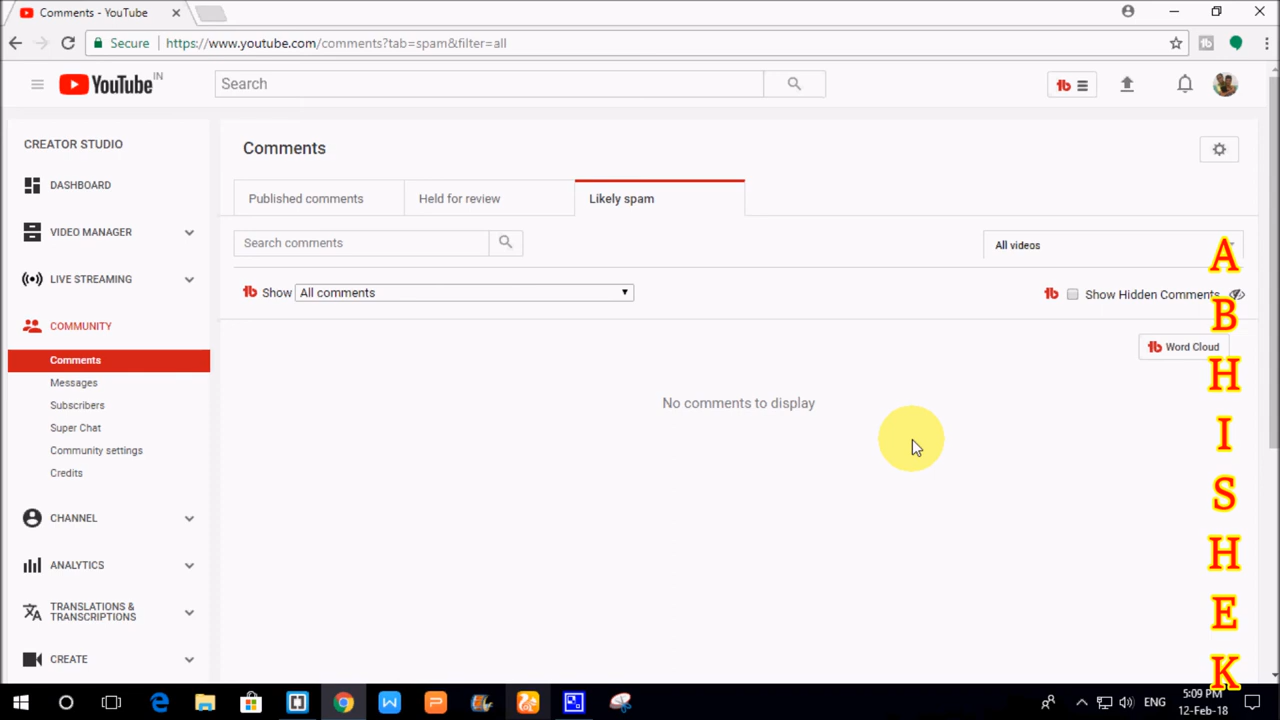 Comments - YouTube
Secure
https://www.youtube.com/comments?tab=spam&filter=all
YouTube IN
Search
CREATOR STUDIO
DASHBOARD
VIDEO MANAGER
LIVE STREAMING
COMMUNITY
Comments
Messages
Subscribers
Super Chat
Community settings
Credits
CHANNEL
ANALYTICS
TRANSLATIONS &
TRANSCRIPTIONS
CREATE
Comments
Published comments
Held for review
Likely spam
Search comments
All videos
Show All comments
Show Hidden Comments
Word Cloud
No comments to display
A
B
H
I
S
H
E
K
ENG
5:09 PM
12-Feb-18